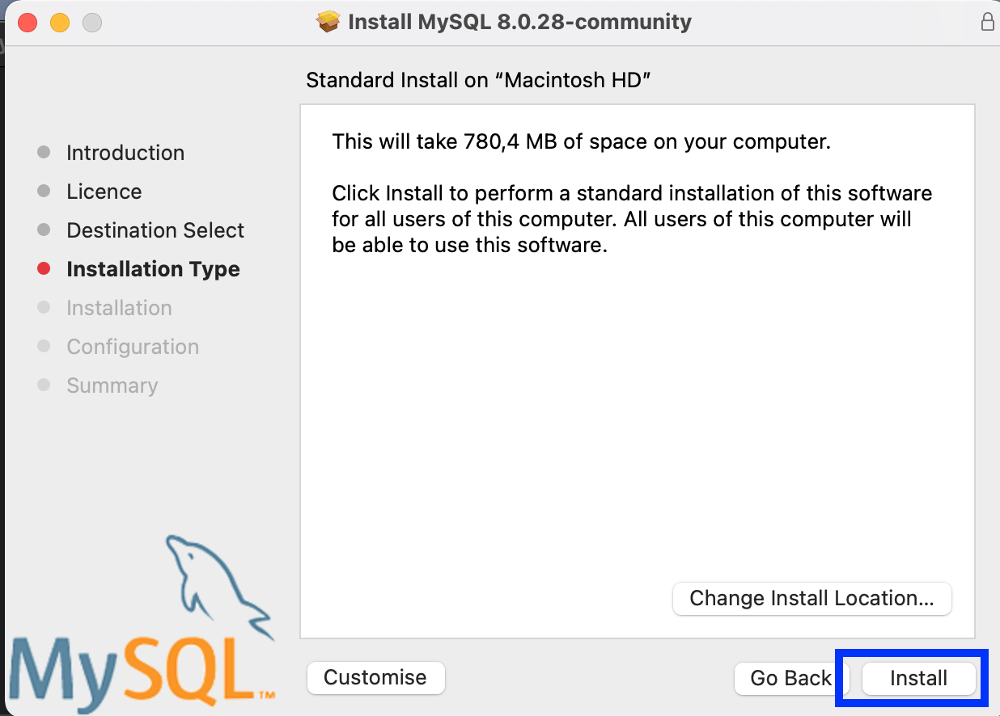 Install MySQL 8.0.28-community
Standard Install on “Macintosh HD”
Introduction
Licence
Destination Select
Installation Type
Installation
Configuration
Summary
This will take 780,4 MB of space on your computer.
Click Install to perform a standard installation of this software
for all users of this computer. All users of this computer will
be able to use this software.
Change Install Location...
MySQL™
Customise
Go Back
Install